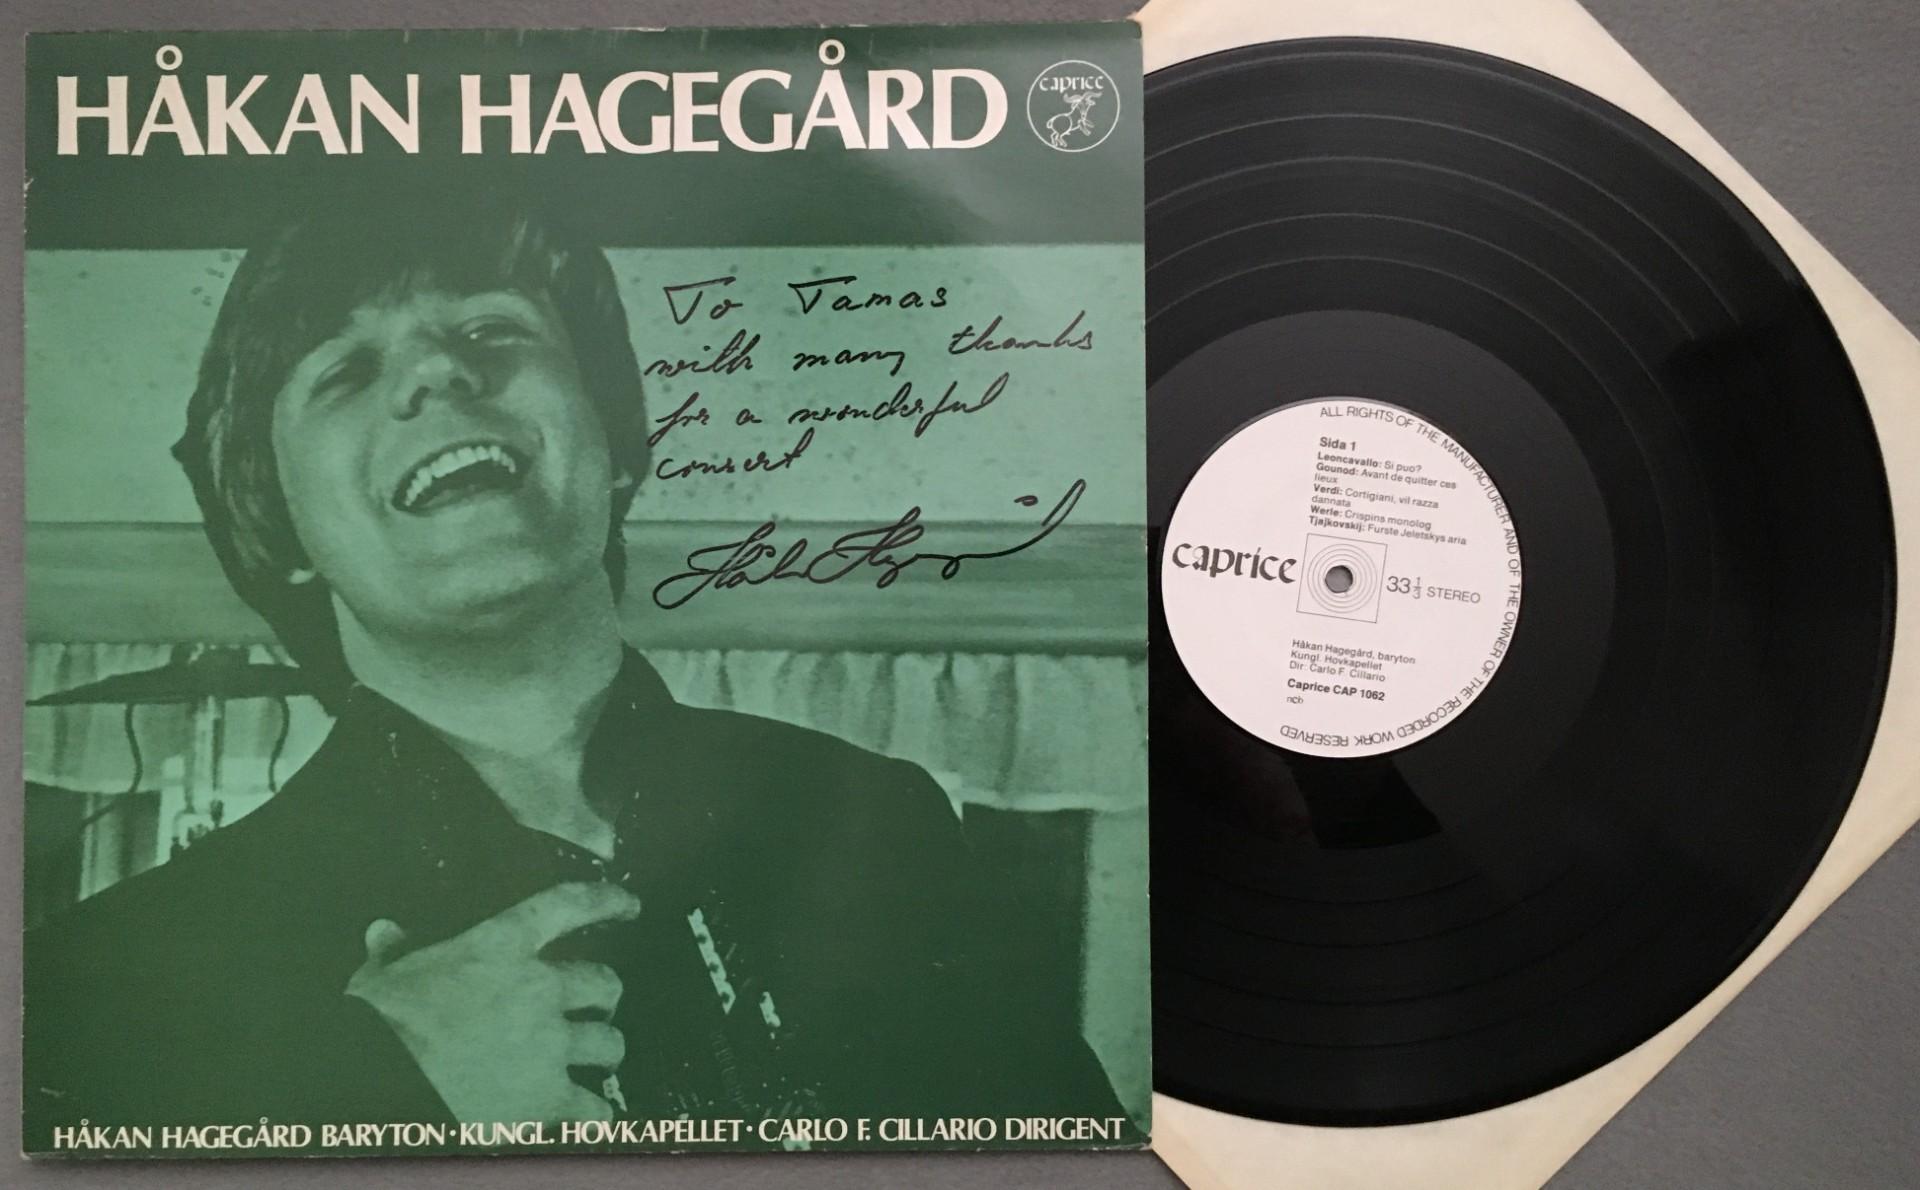 HÅKAN HAGEGÅRD
caprice
To Tamas
with many thanks
for a wonderful
consert
Håkan Hagegård
HÅKAN HAGEGÅRD BARYTON · KUNGL. HOVKAPELLET · CARLO F. CILLARIO DIRIGENT
ALL RIGHTS OF THE MANUFACTURER AND OF THE OWNER OF THE RECORDED WORK RESERVED
Sida 1
Leoncavallo: Si puo?
Gounod: Avant de quitter ces
lieux
Verdi: Cortigiani, vil razza
dannata
Werle: Crispins monolog
Tjajkovskij: Furste Jeletskys aria
caprice
33 1/3 STEREO
Håkan Hagegård, baryton
Kungl. Hovkapellet
Dir: Carlo F. Cillario
Caprice CAP 1062
ncb